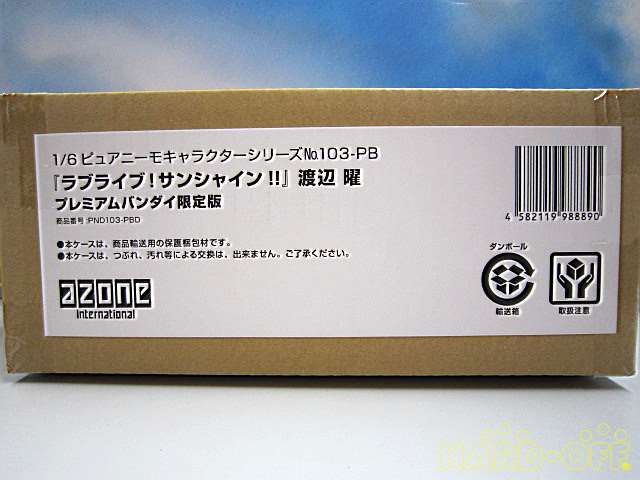 1/6 ピュアニーモキャラクターシリーズ№103-PB
『ラブライブ!サンシャイン!!』渡辺 曜
プレミアムバンダイ限定版
商品番号:PND103-PBD
●本ケースは、商品輸送用の保護梱包材です。
●本ケースは、つぶれ、汚れ等による交換は、出来ません。ご了承ください。
azone
International
4 582119 988890
ダンボール
輸送箱
取扱注意
HARD-OFF